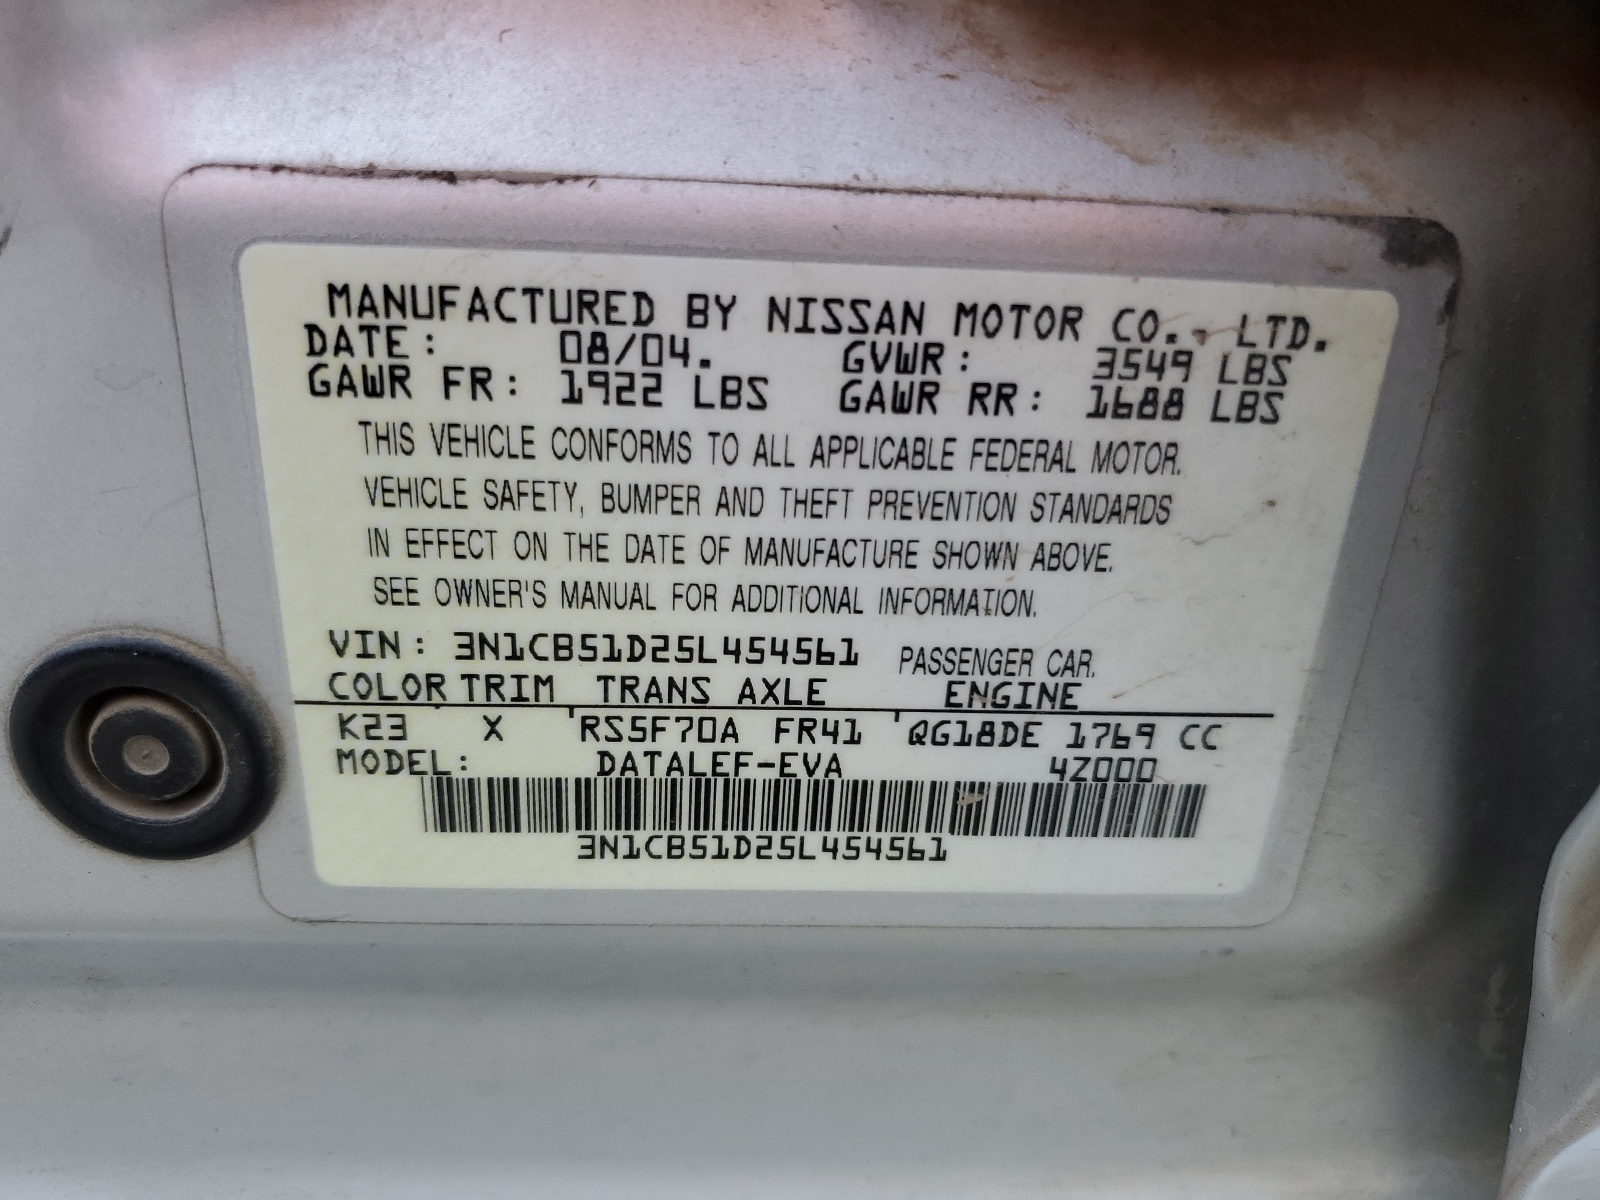 MANUFACTURED BY NISSAN MOTOR CO., LTD.
DATE: 08/04. GVWR: 3549 LBS
GAWR FR: 1922 LBS GAWR RR: 1688 LBS
THIS VEHICLE CONFORMS TO ALL APPLICABLE FEDERAL MOTOR.
VEHICLE SAFETY, BUMPER AND THEFT PREVENTION STANDARDS
IN EFFECT ON THE DATE OF MANUFACTURE SHOWN ABOVE.
SEE OWNER'S MANUAL FOR ADDITIONAL INFORMATION.
VIN: 3N1CB51D25L454561 PASSENGER CAR.
COLOR TRIM TRANS AXLE ENGINE
K23 X RS5F70A FR41 QG18DE 1769 CC
MODEL: DATALEF-EVA 4Z000
3N1CB51D25L454561